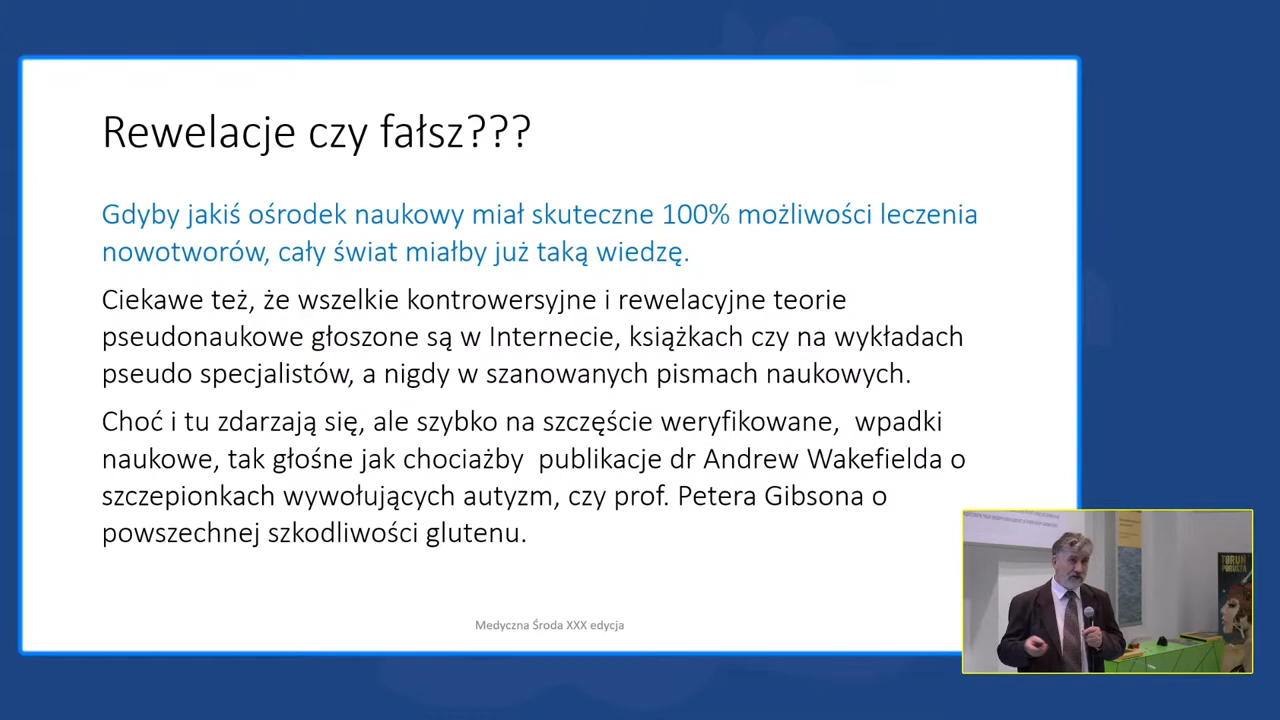 Rewelacje czy fałsz???
Gdyby jakiś ośrodek naukowy miał skuteczne 100% możliwości leczenia
nowotworów, cały świat miałby już taką wiedzę.
Ciekawe też, że wszelkie kontrowersyjne i rewelacyjne teorie
pseudonaukowe głoszone są w Internecie, książkach czy na wykładach
pseudo specjalistów, a nigdy w szanowanych pismach naukowych.
Choć i tu zdarzają się, ale szybko na szczęście weryfikowane,  wpadki
naukowe, tak głośne jak chociażby  publikacje dr Andrew Wakefielda o
szczepionkach wywołujących autyzm, czy prof. Petera Gibsona o
powszechnej szkodliwości glutenu.
Medyczna Środa XXX edycja
TORUŃ
PORUSZA